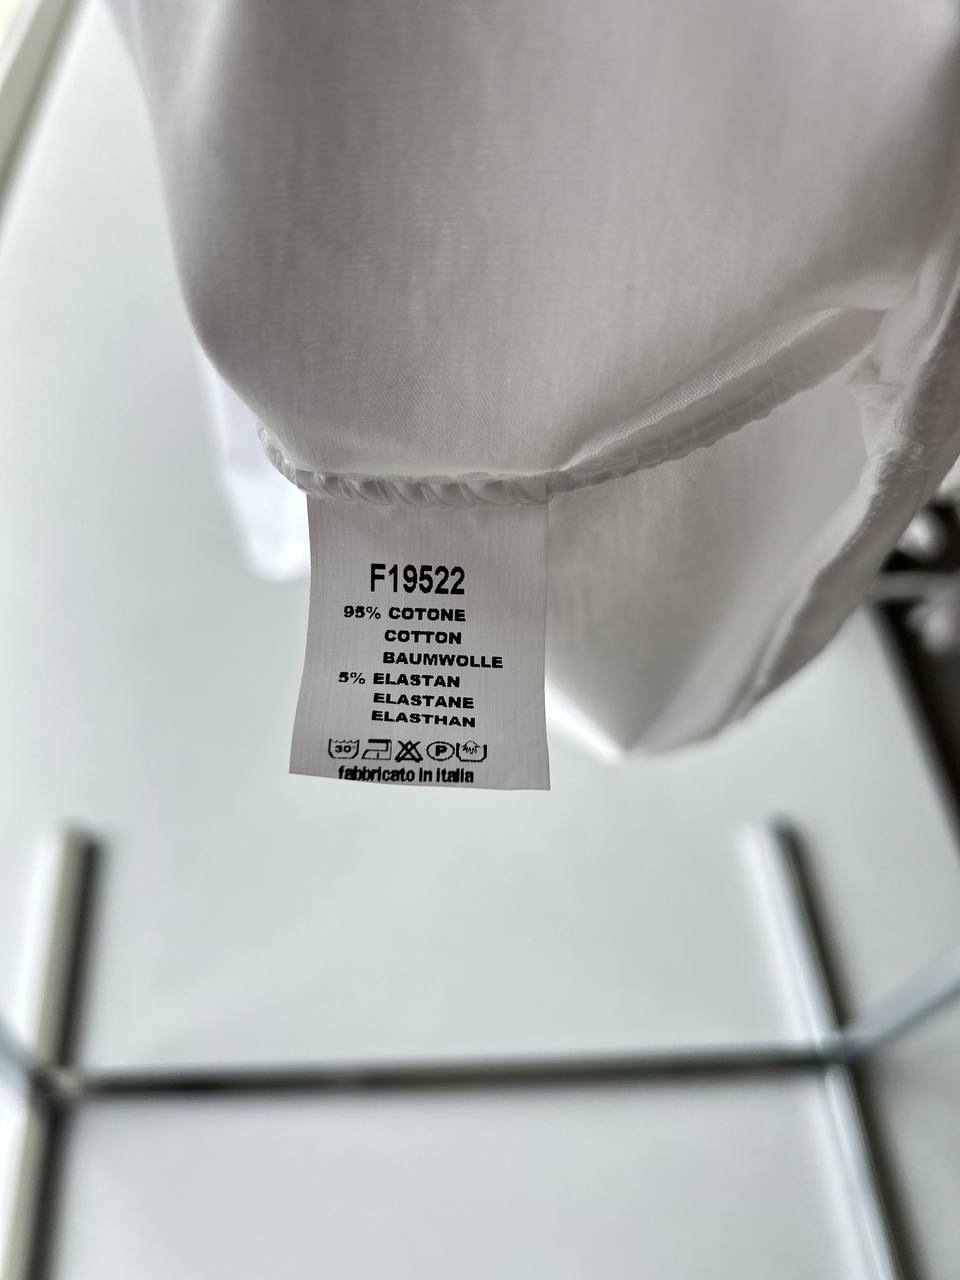 F19522
95% COTONE
COTTON
BAUMWOLLE
5% ELASTAN
ELASTANE
ELASTHAN
30 P
fabbricato in italia